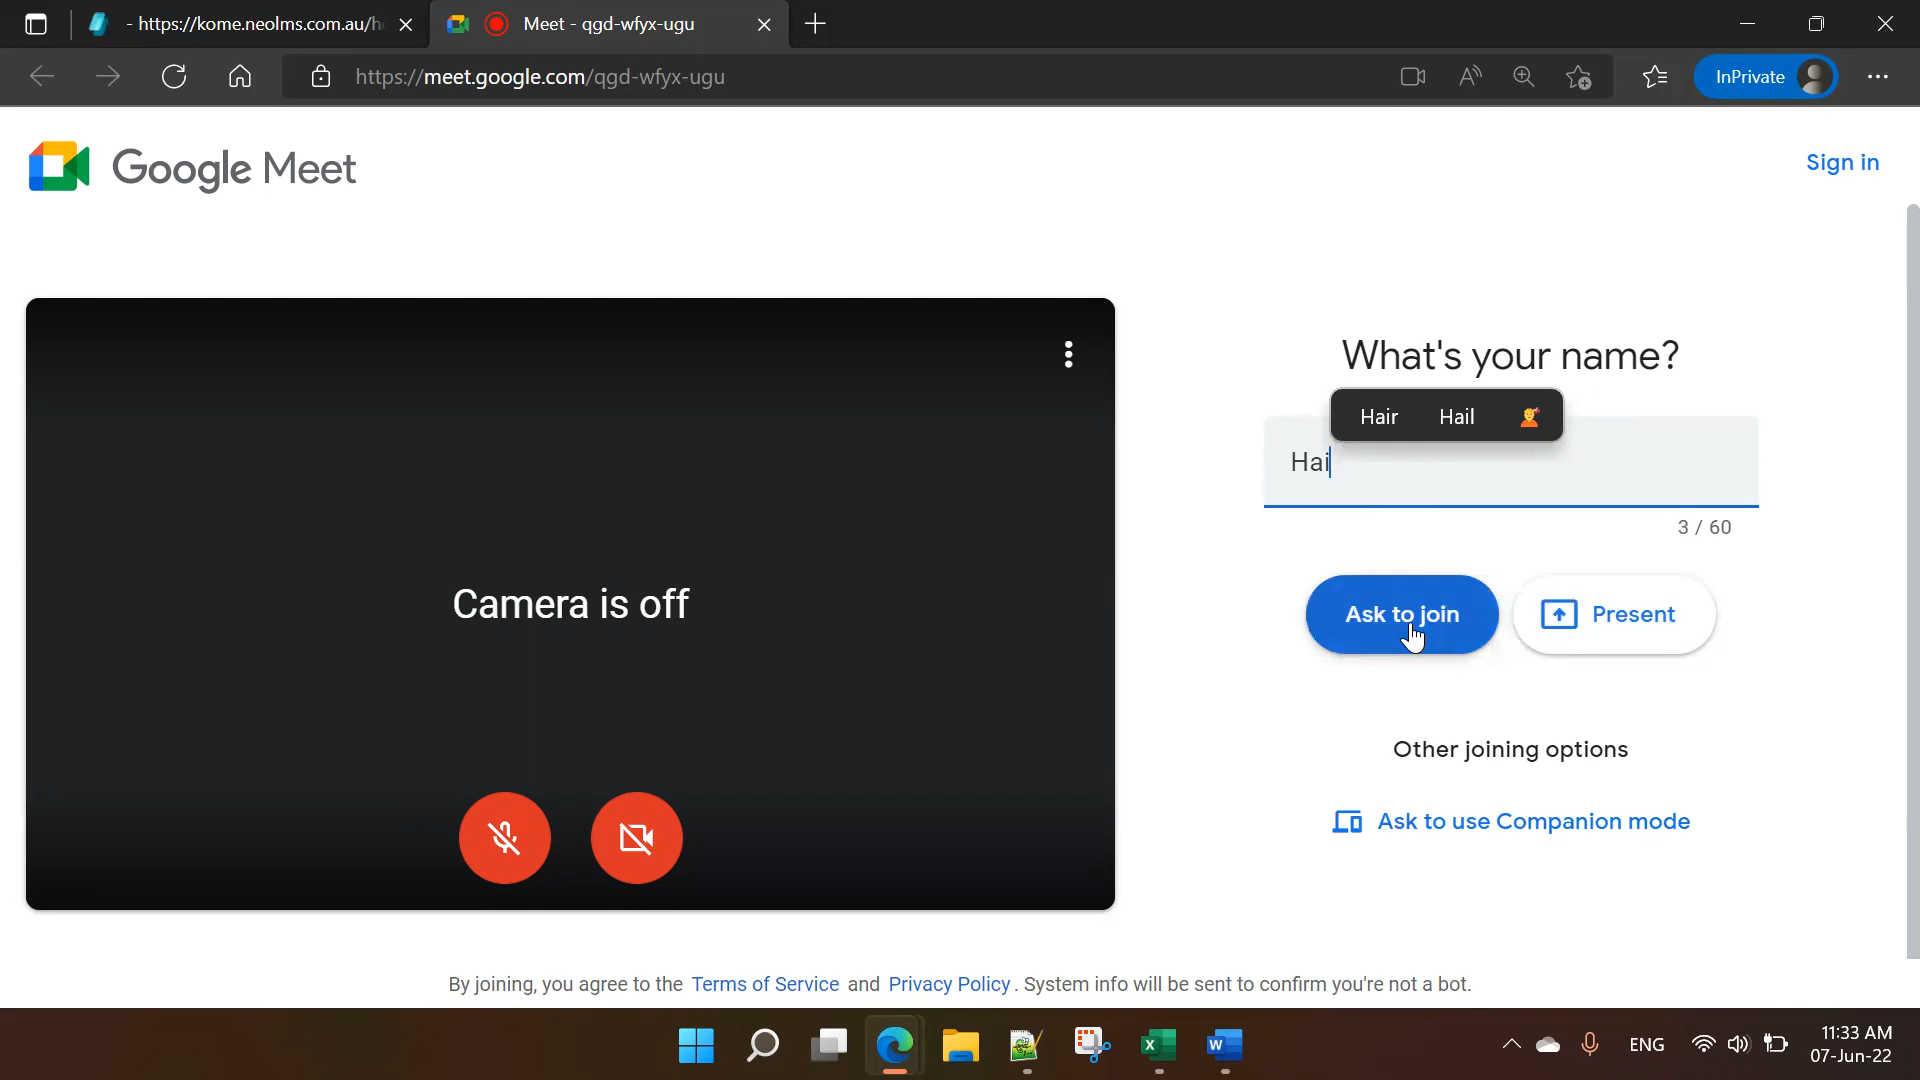 - https://kome.neolms.com.au/h
Meet - qgd-wfyx-ugu
https://meet.google.com/qgd-wfyx-ugu
InPrivate
Google Meet
Sign in
What's your name?
Hair Hail
Hai
3 / 60
Camera is off
Ask to join
Present
Other joining options
Ask to use Companion mode
By joining, you agree to the Terms of Service and Privacy Policy. System info will be sent to confirm you're not a bot.
ENG
11:33 AM
07-Jun-22